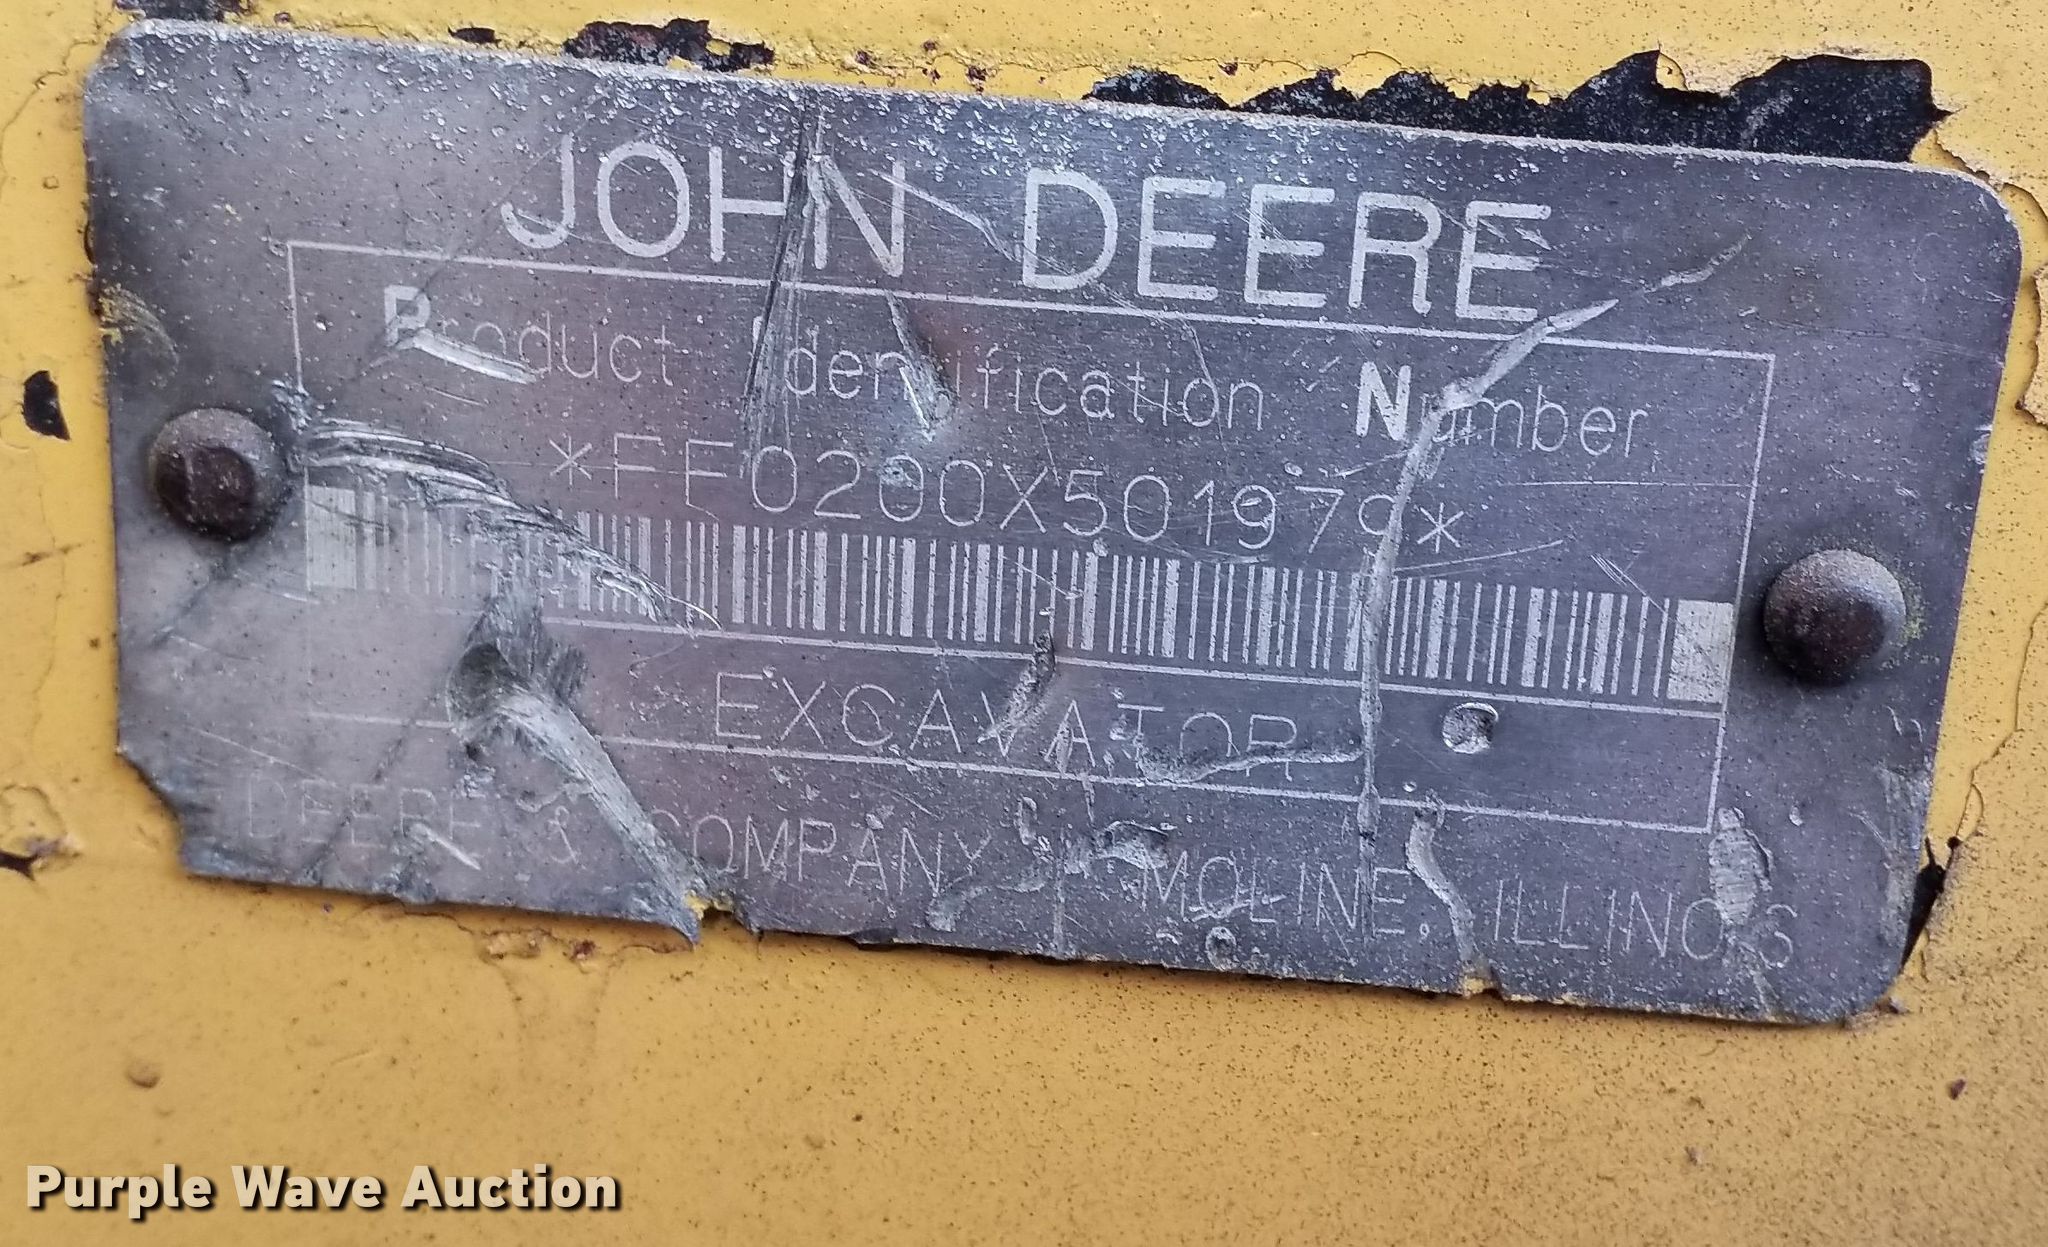 JOHN DEERE
Product Identification Number
*FF0200X501979*
EXCAVATOR
DEERE & COMPANY MOLINE, ILLINOIS
Purple Wave Auction